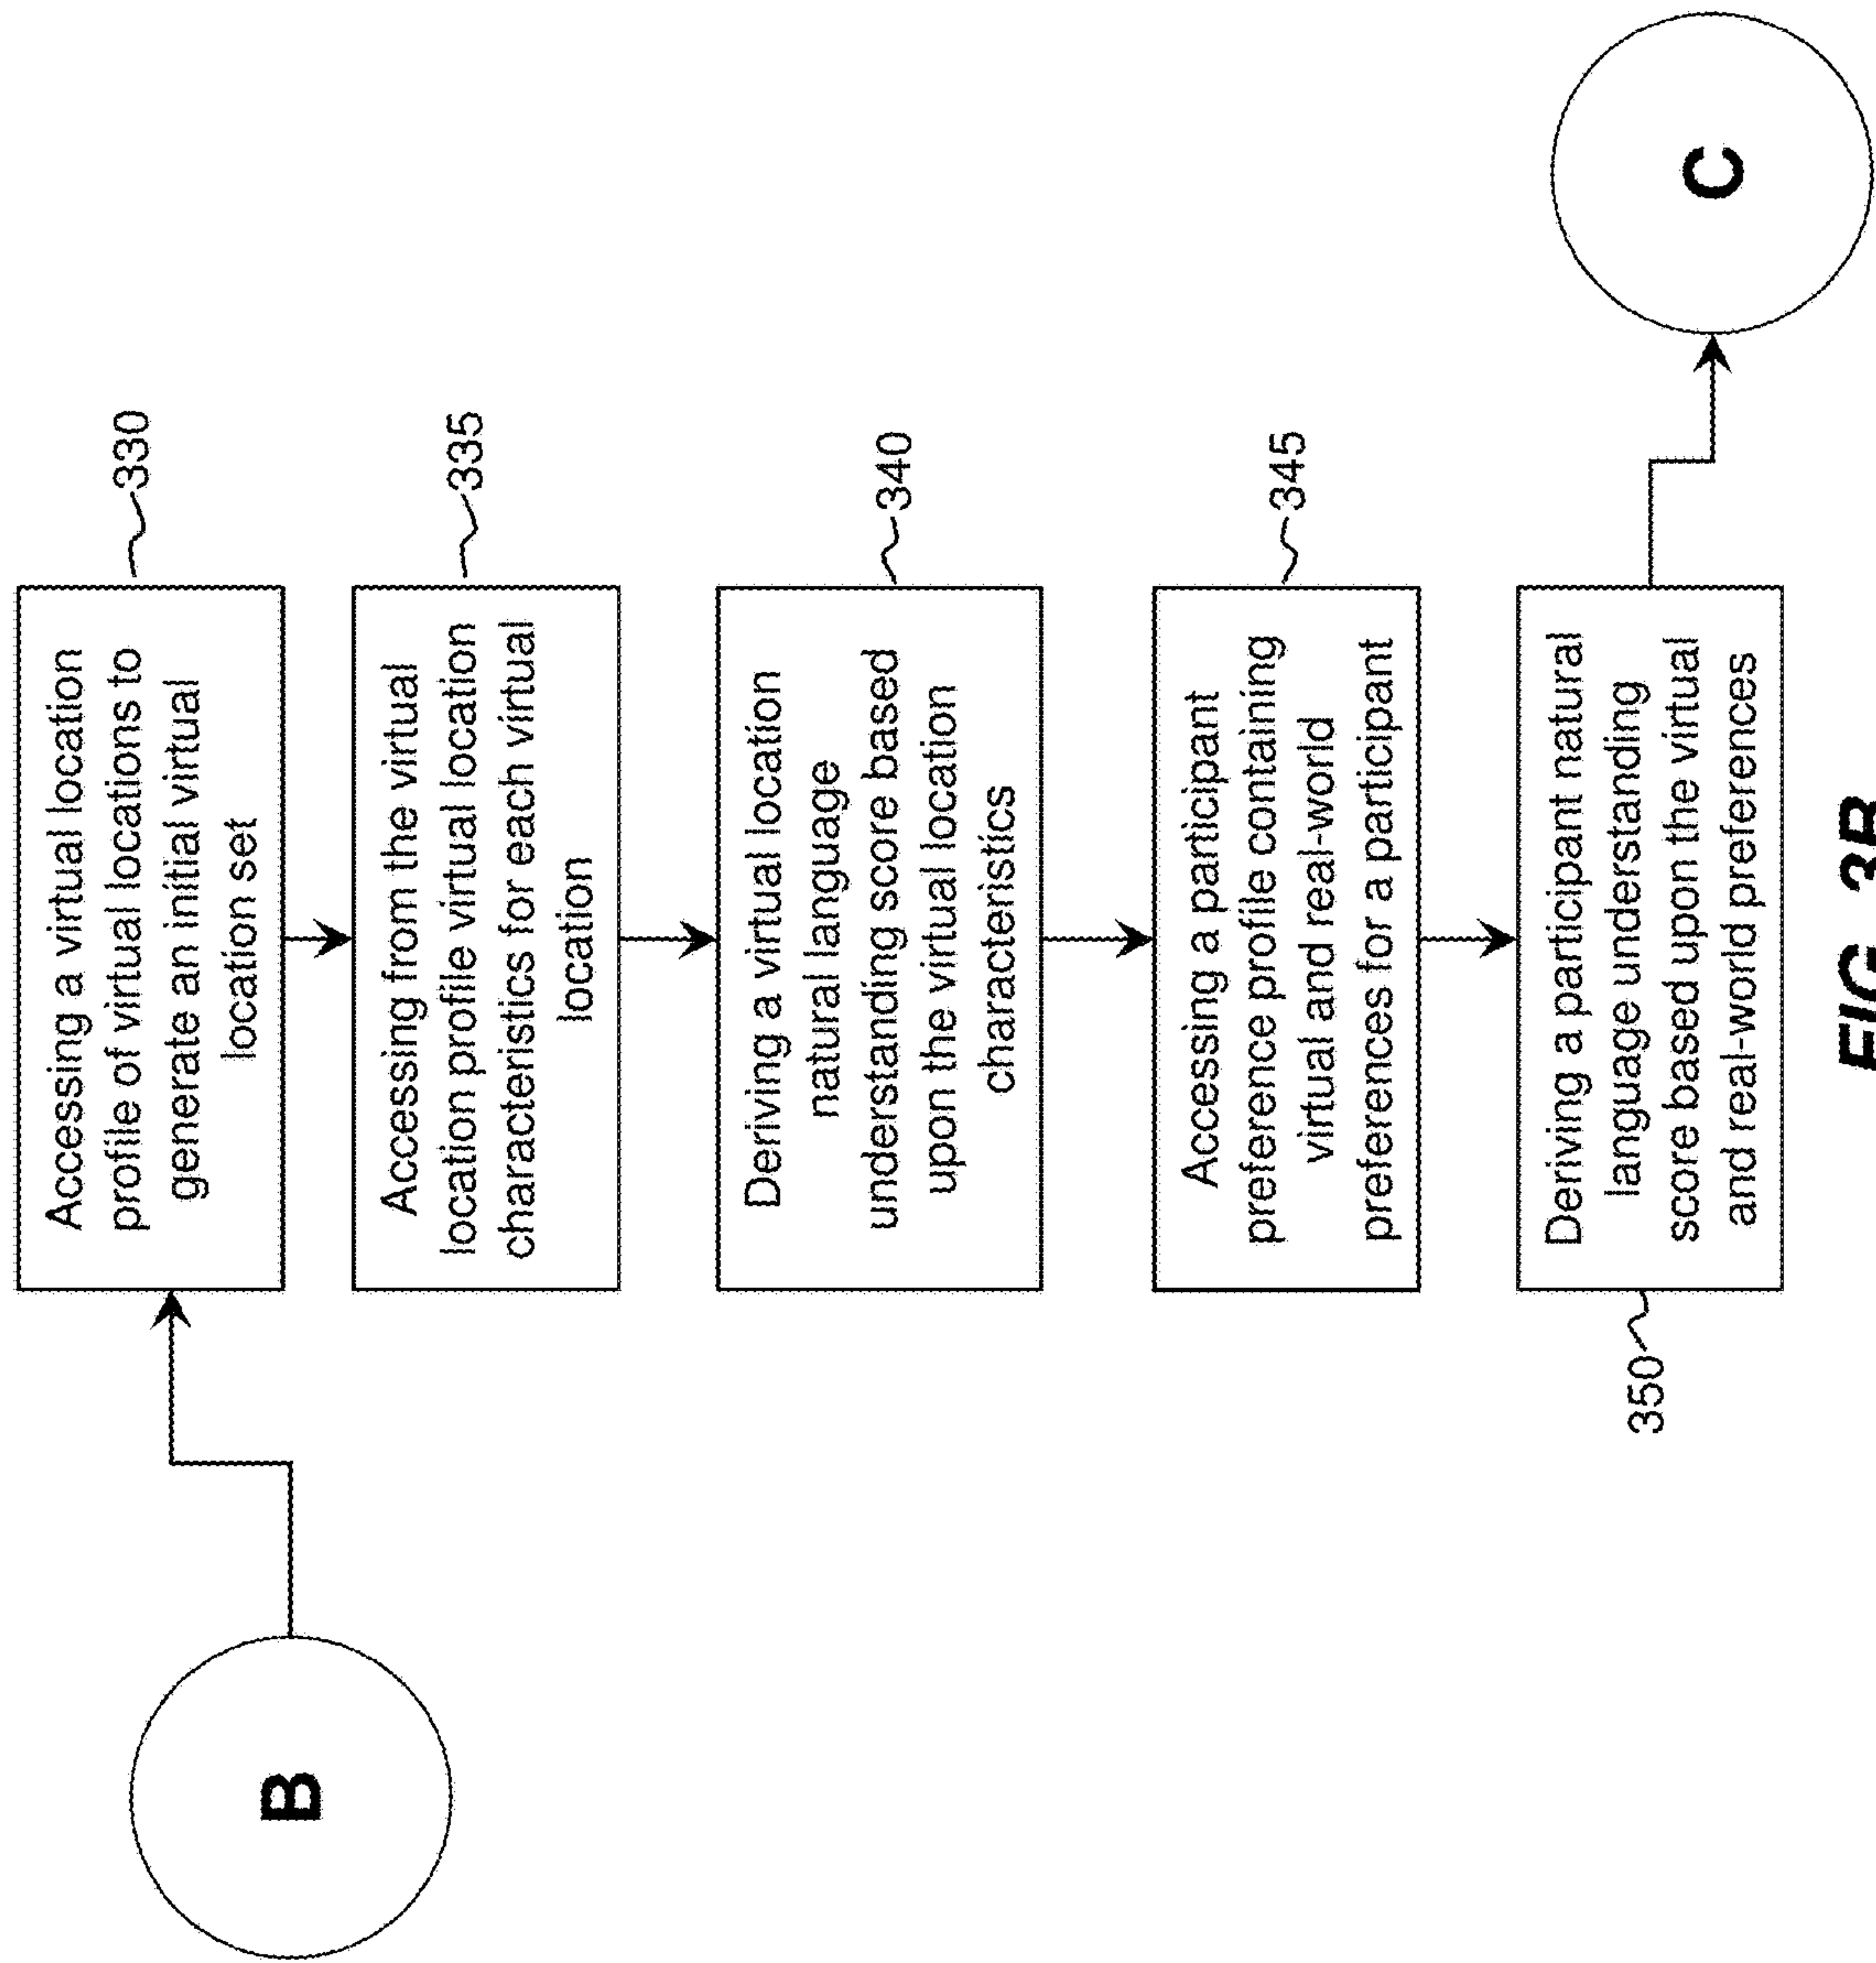 B
Accessing a virtual location
profile of virtual locations to
generate an initial virtual
location set
330
Accessing from the virtual
location profile virtual location
characteristics for each virtual
location
335
Deriving a virtual location
natural language
understanding score based
upon the virtual location
characteristics
340
Accessing a participant
preference profile containing
virtual and real-world
preferences for a participant
345
Deriving a participant natural
language understanding
score based upon the virtual
and real-world preferences
350
C
FIG. 3B